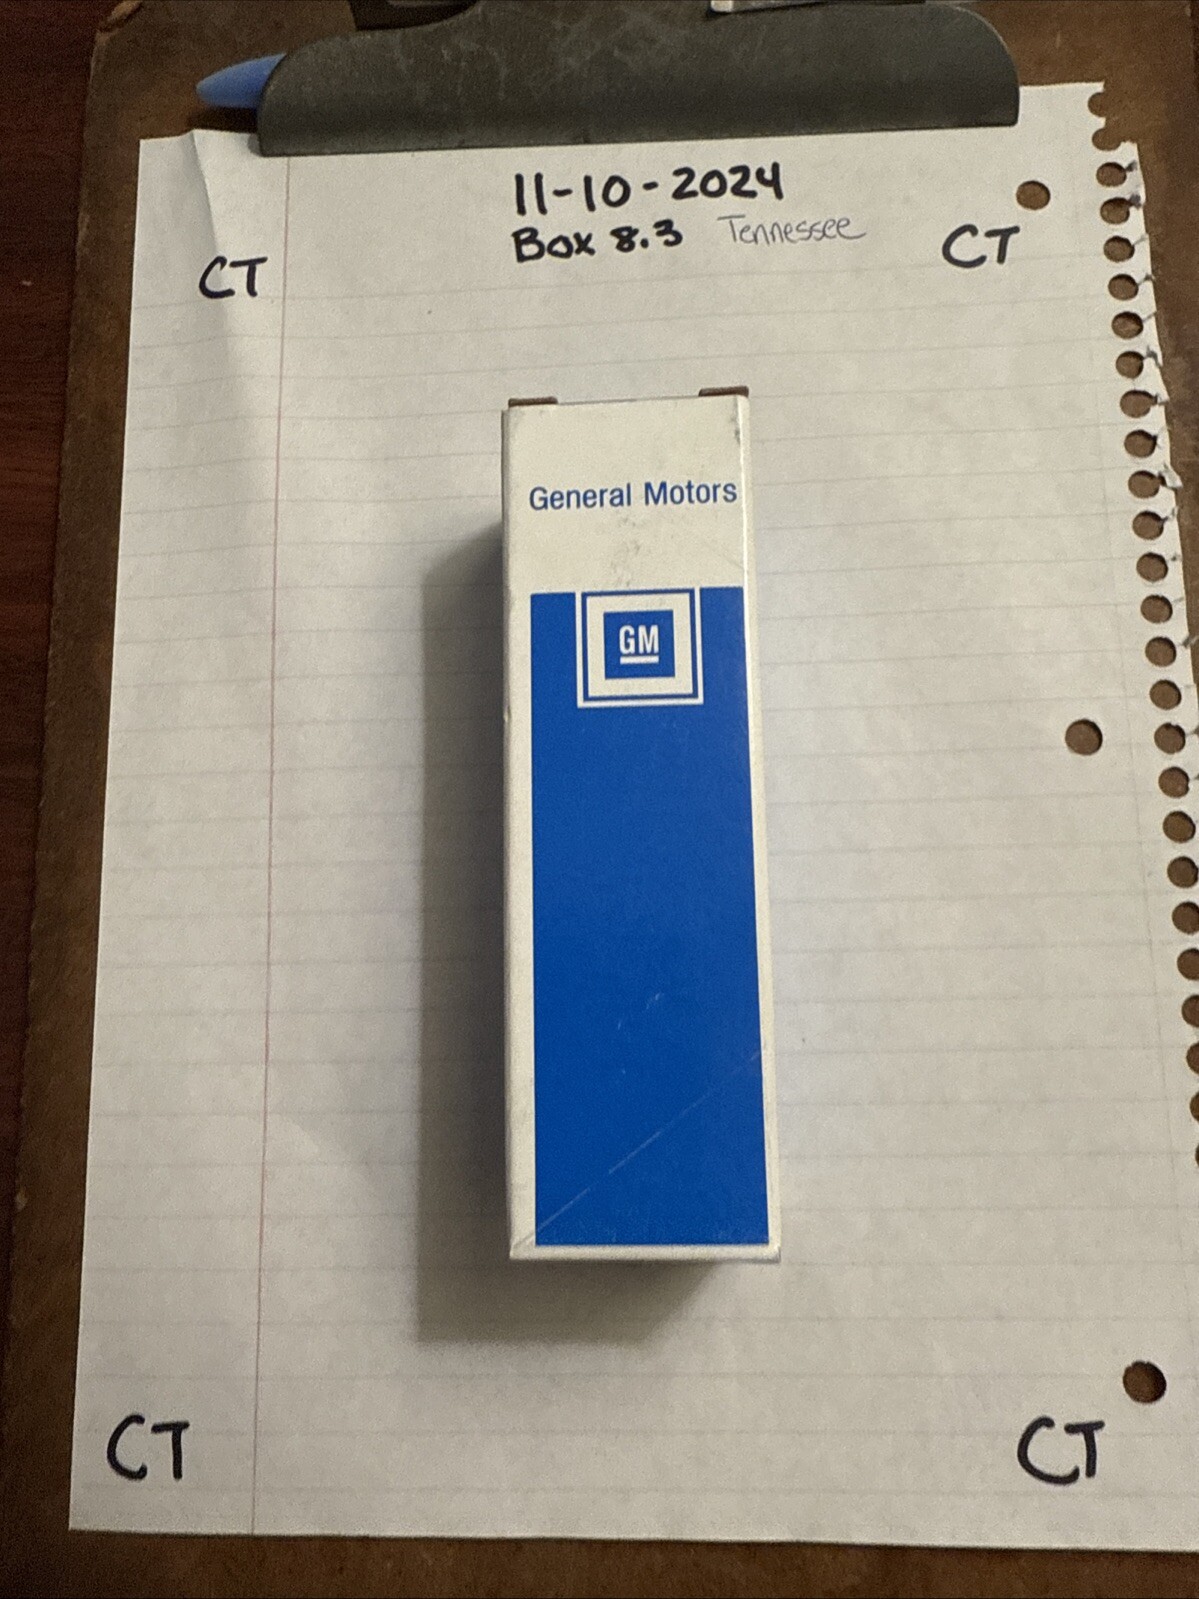 11-10-2024
Box 8.3 Tennessee
CT
CT
General Motors
GM
CT
CT